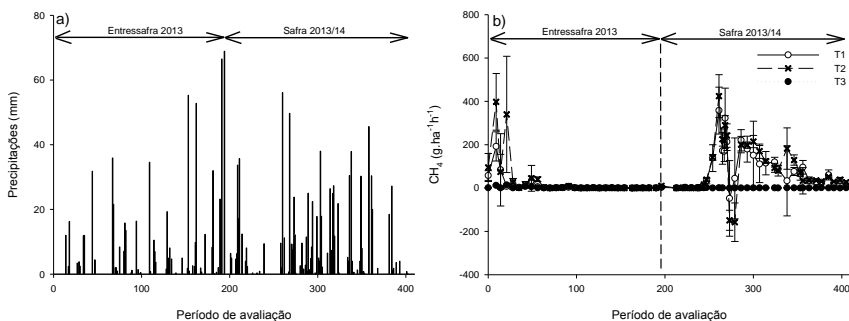 a)
Entressafra 2013
Safra 2013/14
Precipitações (mm)
80
60
40
20
0
0
100
200
300
400
Período de avaliação
b)
Entressafra 2013
Safra 2013/14
T1
T2
T3
CH₄ (g.ha⁻¹h⁻¹)
800
600
400
200
0
-200
-400
0
100
200
300
400
Período de avaliação